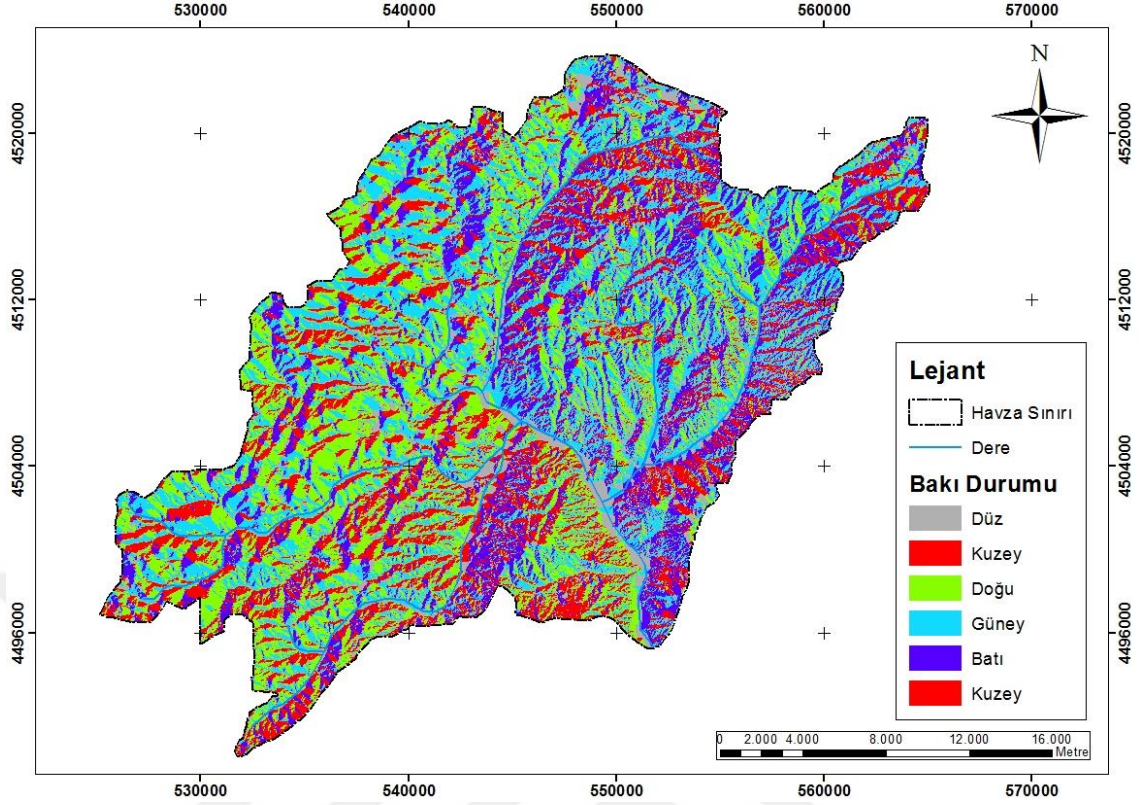 530000 540000 550000 560000 570000
N
4520000 4520000
4512000 4512000
Lejant
Havza Sınırı
Dere
4504000 4504000
Bakı Durumu
Düz
Kuzey
Doğu
Güney
4496000 4496000
Batı
Kuzey
0 2.000 4.000 8.000 12.000 16.000
Metre
530000 540000 550000 560000 570000